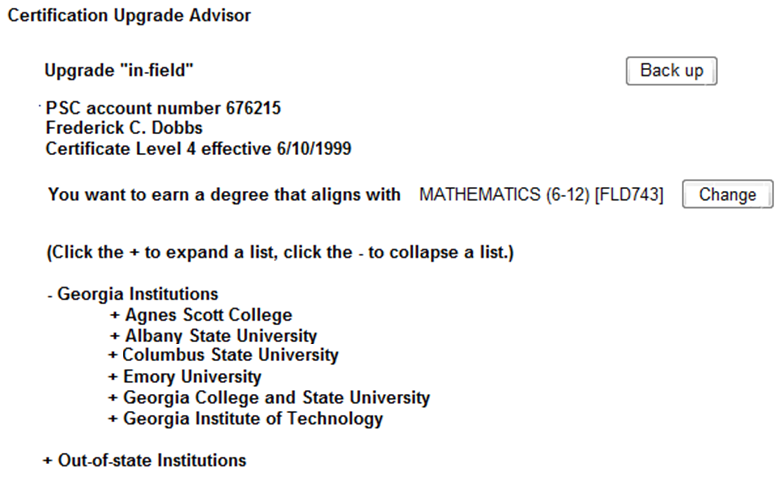 Certification Upgrade Advisor
Upgrade "in-field" Back up
PSC account number 676215
Frederick C. Dobbs
Certificate Level 4 effective 6/10/1999
You want to earn a degree that aligns with MATHEMATICS (6-12) [FLD743] Change
(Click the + to expand a list, click the - to collapse a list.)
- Georgia Institutions
+ Agnes Scott College
+ Albany State University
+ Columbus State University
+ Emory University
+ Georgia College and State University
+ Georgia Institute of Technology
+ Out-of-state Institutions